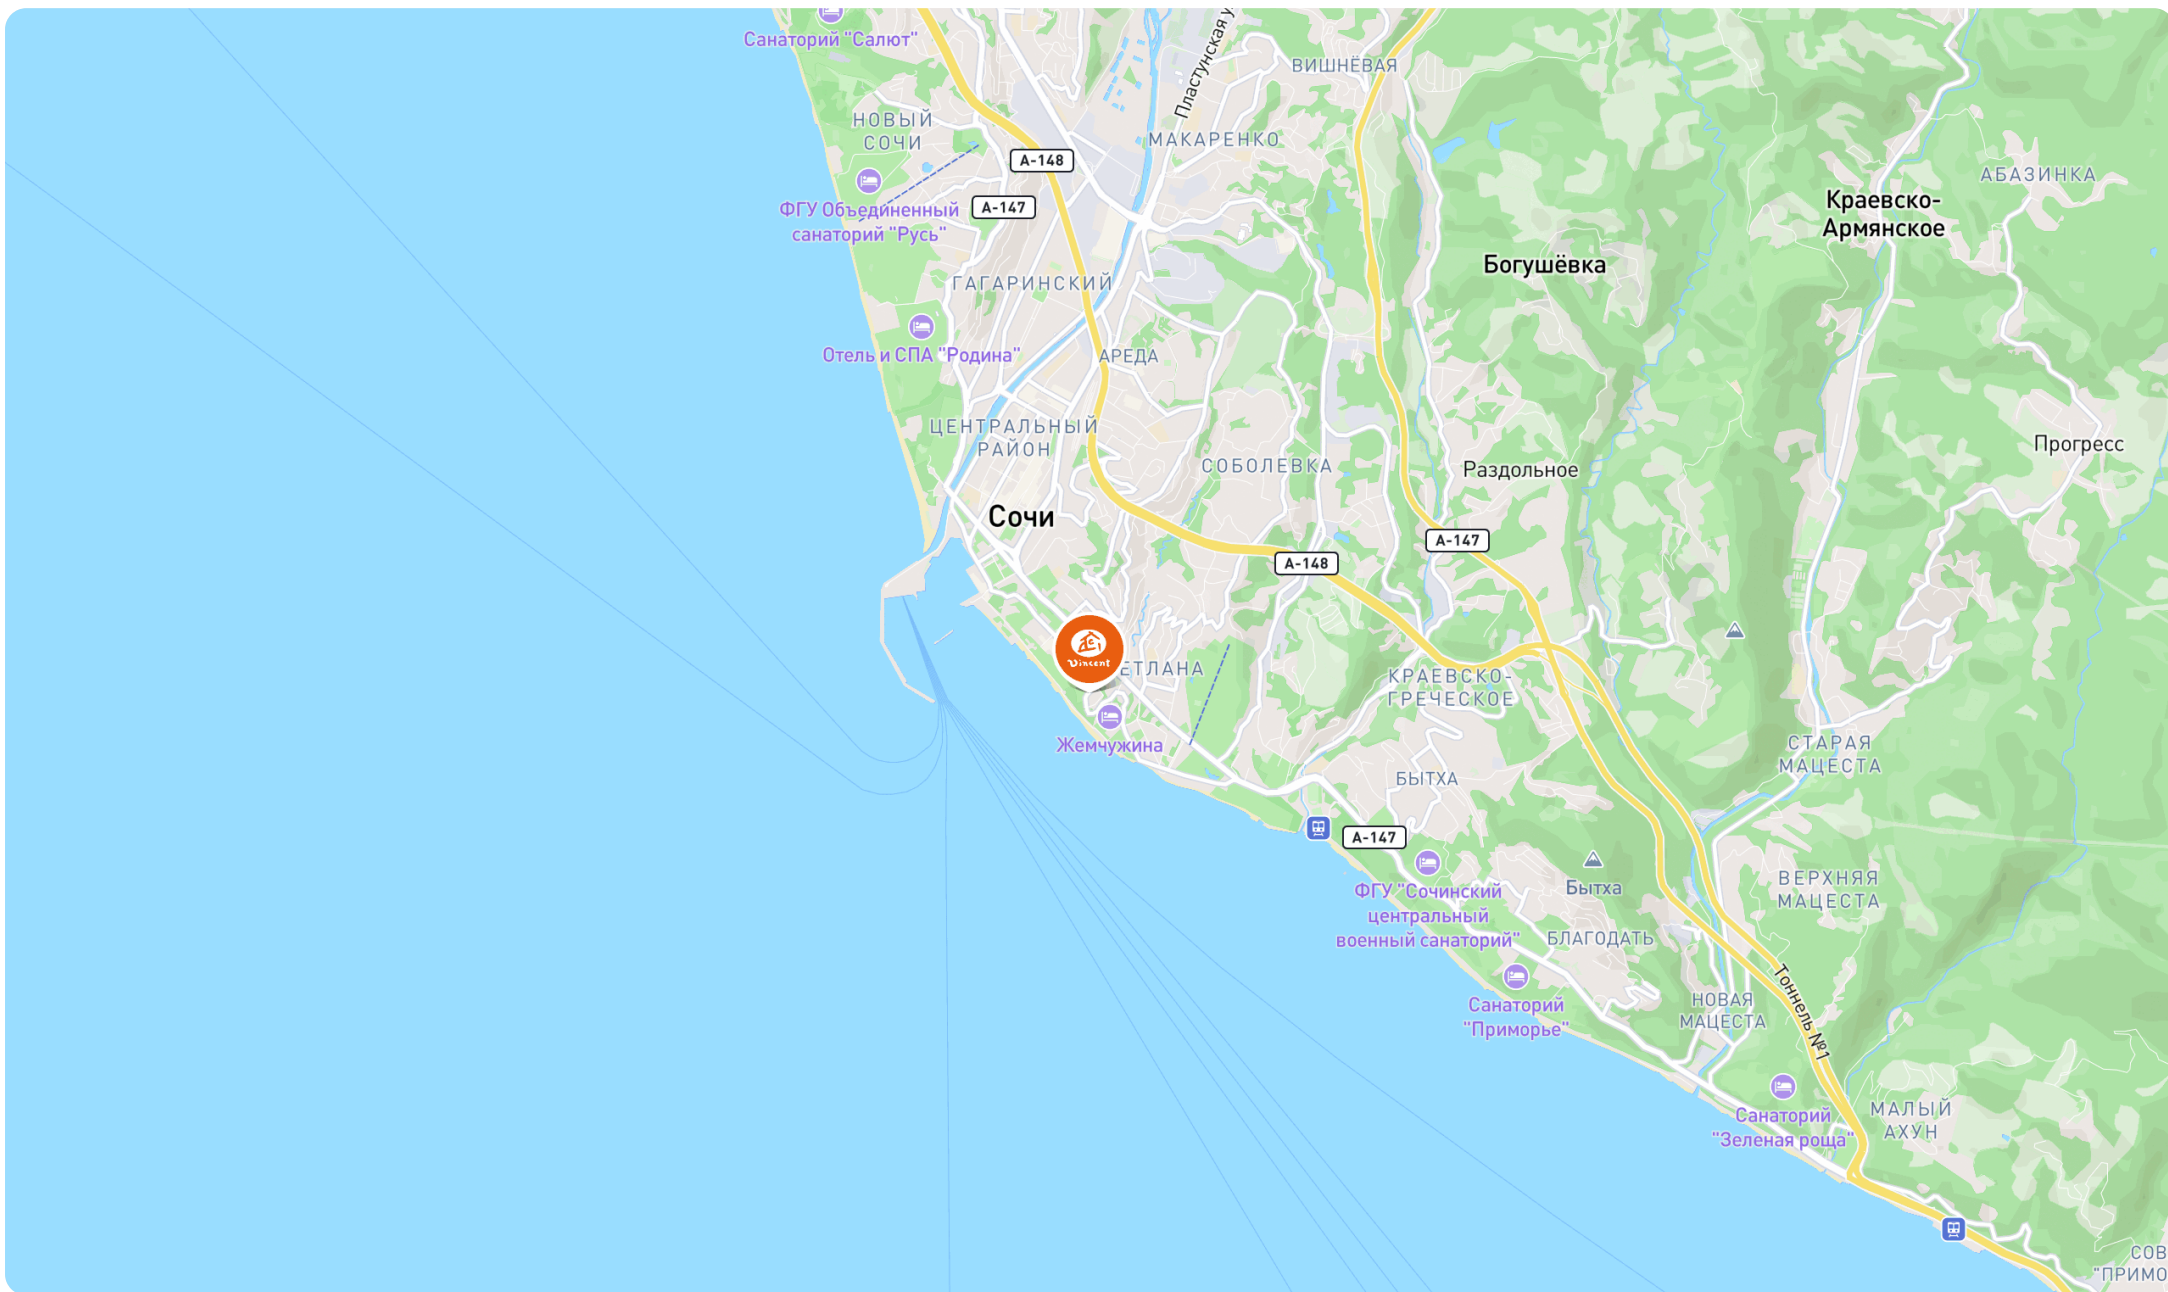 Санаторий "Салют"
Пластунская у
ВИШНЁВАЯ
НОВЫЙ
СОЧИ
МАКАРЕНКО
А-148
А-147
ФГУ Объединенный
санаторий "Русь"
АБАЗИНКА
Краевско-
Армянское
Богушёвка
ГАГАРИНСКИЙ
Отель и СПА "Родина"
АРЕДА
ЦЕНТРАЛЬНЫЙ
РАЙОН
СОБОЛЕВКА
Раздольное
Прогресс
Сочи
А-147
А-148
Vincent
ЕТЛАНА
КРАЕВСКО-
ГРЕЧЕСКОЕ
Жемчужина
СТАРАЯ
МАЦЕСТА
БЫТХА
А-147
ФГУ "Сочинский
центральный
военный санаторий"
Бытха
ВЕРХНЯЯ
МАЦЕСТА
БЛАГОДАТЬ
Санаторий
"Приморье"
НОВАЯ
МАЦЕСТА
Тоннель №1
Санаторий
"Зеленая роща"
МАЛЫЙ
АХУН
СОВ
"ПРИМО